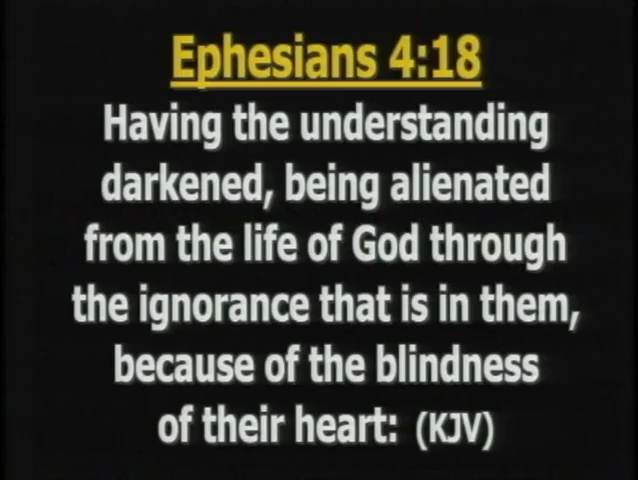 Ephesians 4:18
Having the understanding
darkened, being alienated
from the life of God through
the ignorance that is in them,
because of the blindness
of their heart: (KJV)